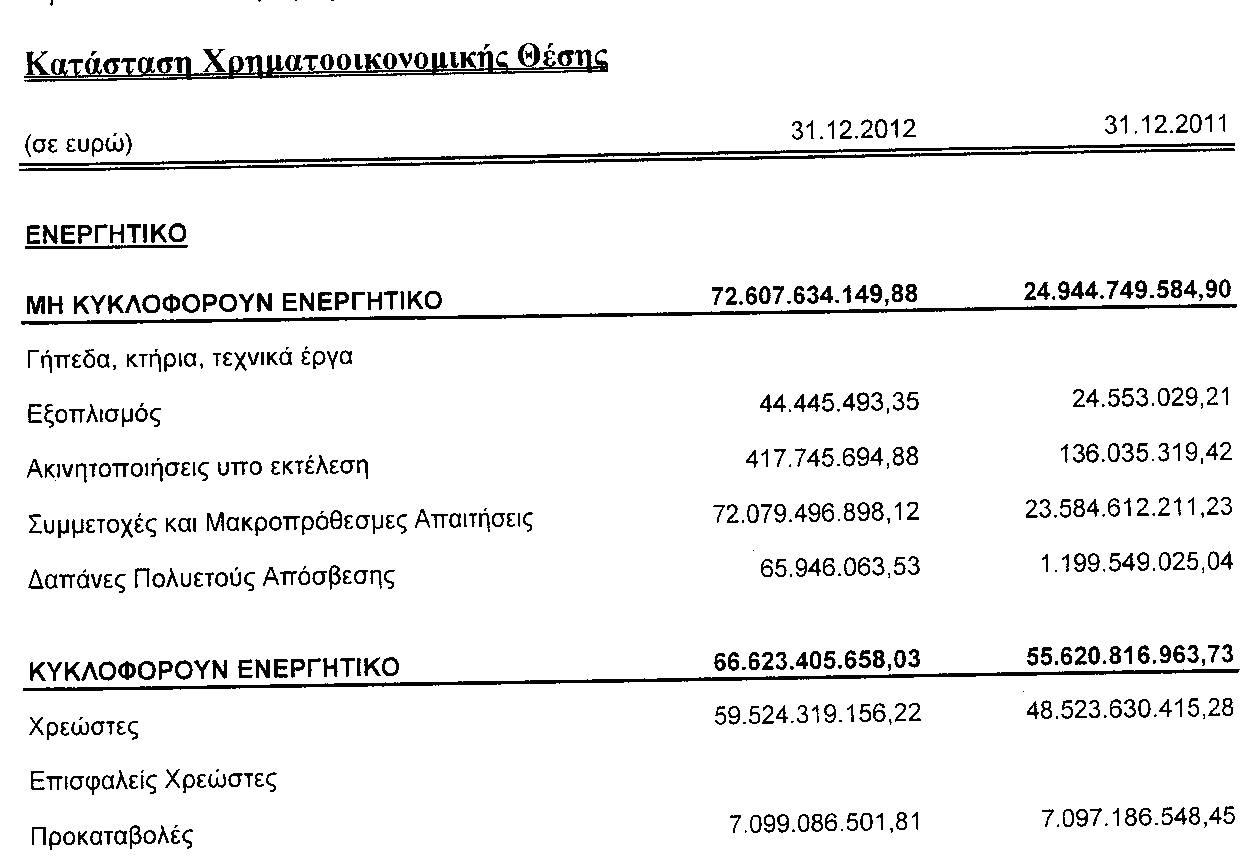 Κατάσταση Χρηματοοικονομικής Θέσης
(σε ευρώ) 31.12.2012 31.12.2011
ΕΝΕΡΓΗΤΙΚΟ
ΜΗ ΚΥΚΛΟΦΟΡΟΥΝ ΕΝΕΡΓΗΤΙΚΟ 72.607.634.149,88 24.944.749.584,90
Γήπεδα, κτήρια, τεχνικά έργα
Εξοπλισμός 44.445.493,35 24.553.029,21
Ακινητοποιήσεις υπο εκτέλεση 417.745.694,88 136.035.319,42
Συμμετοχές και Μακροπρόθεσμες Απαιτήσεις 72.079.496.898,12 23.584.612.211,23
Δαπάνες Πολυετούς Απόσβεσης 65.946.063,53 1.199.549.025,04
ΚΥΚΛΟΦΟΡΟΥΝ ΕΝΕΡΓΗΤΙΚΟ 66.623.405.658,03 55.620.816.963,73
Χρεώστες 59.524.319.156,22 48.523.630.415,28
Επισφαλείς Χρεώστες
Προκαταβολές 7.099.086.501,81 7.097.186.548,45